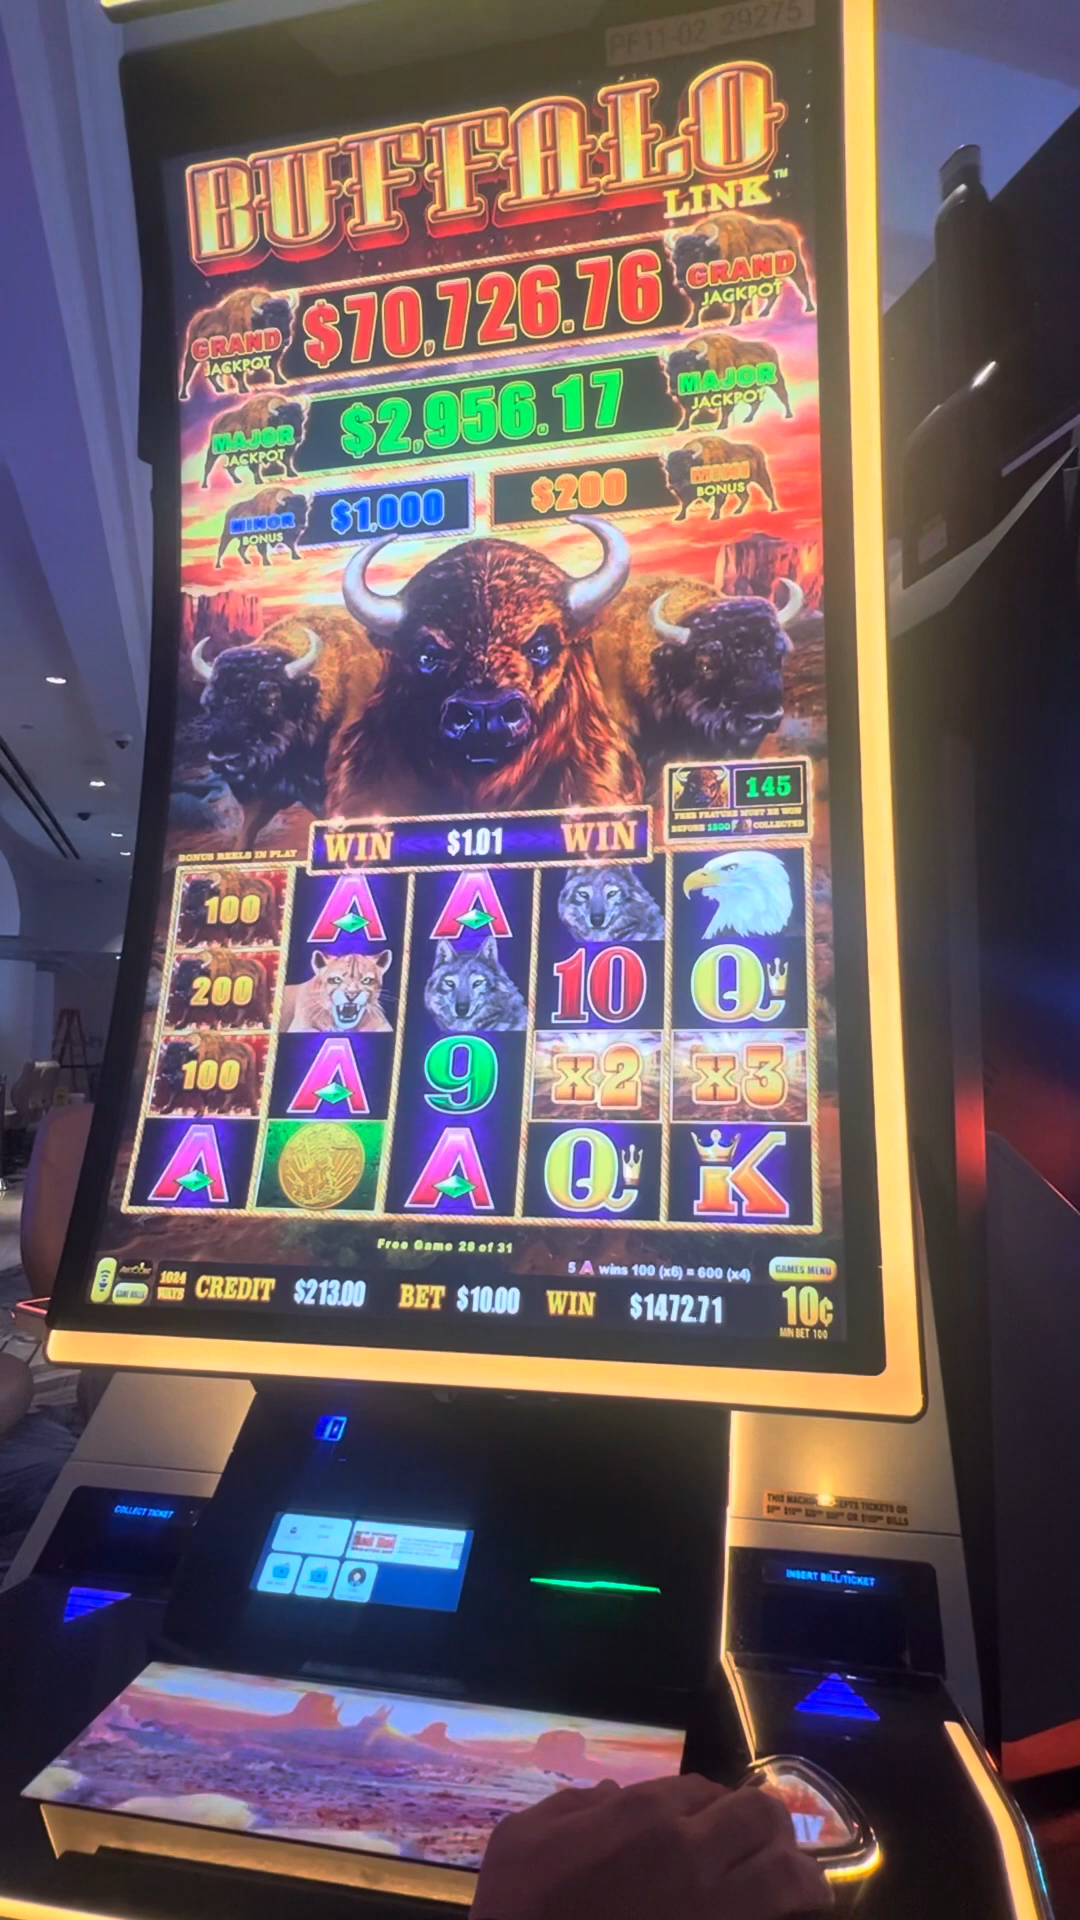 PF11-02 29275
BUFFALO
LINK™
GRAND JACKPOT $70,726.76 GRAND JACKPOT
MAJOR JACKPOT $2,956.17 MAJOR JACKPOT
MINOR BONUS $1,000 $200 MINI BONUS
145
FREE FEATURE MUST BE WON
BEFORE 1800 COLLECTED
WIN $1.01 WIN
BONUS REELS IN PLAY
100 A A
200 10 Q
100 A 9 X2 X3
A A Q K
Free Game 28 of 31
5 A wins 100 (x6) = 600 (x4)
GAMES MENU
1024 WAYS CREDIT $213.00 BET $10.00 WIN $1472.71 10¢
MIN BET 100
COLLECT TICKET
INSERT BILL/TICKET